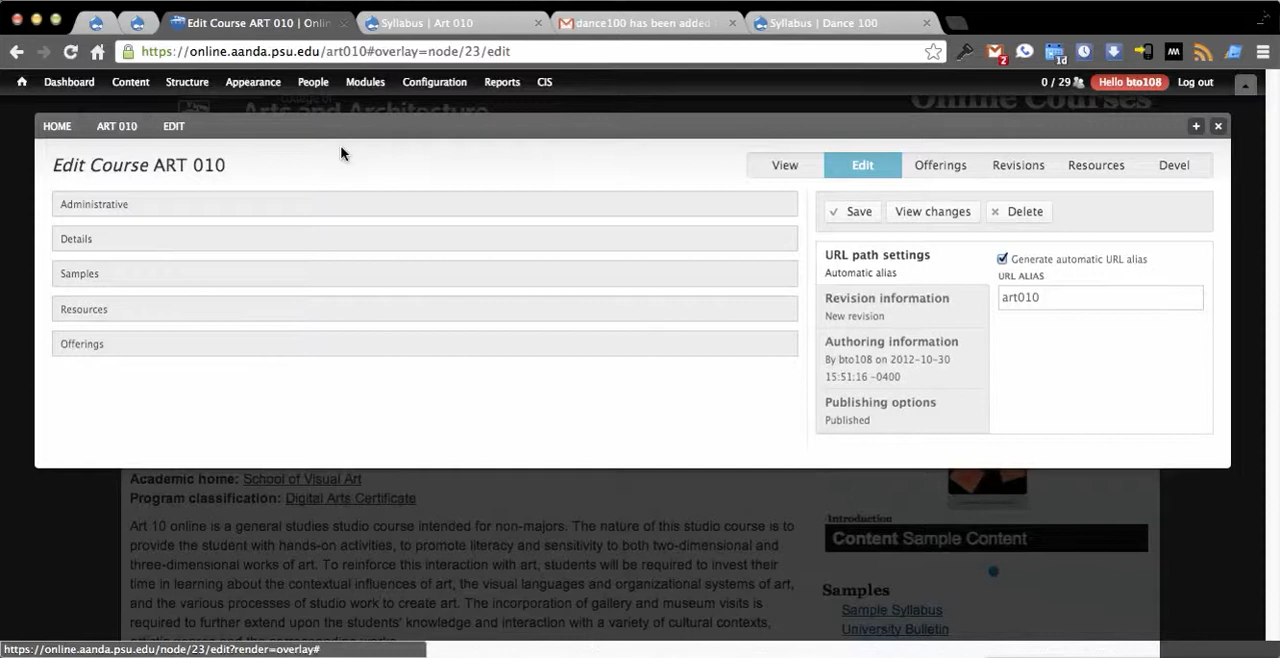 Edit Course ART 010 | Onlin
Syllabus | Art 010
dance100 has been added
Syllabus | Dance 100
https://online.aanda.psu.edu/art010#overlay=node/23/edit
2
1d
Dashboard Content Structure Appearance People Modules Configuration Reports CIS
0 / 29 Hello bto108 Log out
College of
Arts and Architecture
Online Courses
HOME ART 010 EDIT
Edit Course ART 010
View Edit Offerings Revisions Resources Devel
Administrative
Details
Samples
Resources
Offerings
Save View changes Delete
URL path settings
Automatic alias
Revision information
New revision
Authoring information
By bto108 on 2012-10-30
15:51:16 -0400
Publishing options
Published
Generate automatic URL alias
URL ALIAS
art010
Academic home: School of Visual Art
Program classification: Digital Arts Certificate
Art 10 online is a general studies studio course intended for non-majors. The nature of this studio course is to
provide the student with hands-on activities, to promote literacy and sensitivity to both two-dimensional and
three-dimensional works of art. To reinforce this interaction with art, students will be required to invest their
time in learning about the contextual influences of art, the visual languages and organizational systems of art,
and the various processes of studio work to create art. The incorporation of gallery and museum visits is
required to further extend upon the students' knowledge and interaction with a variety of cultural contexts,
Introduction
Content Sample Content
Samples
Sample Syllabus
University Bulletin
https://online.aanda.psu.edu/node/23/edit?render=overlay#